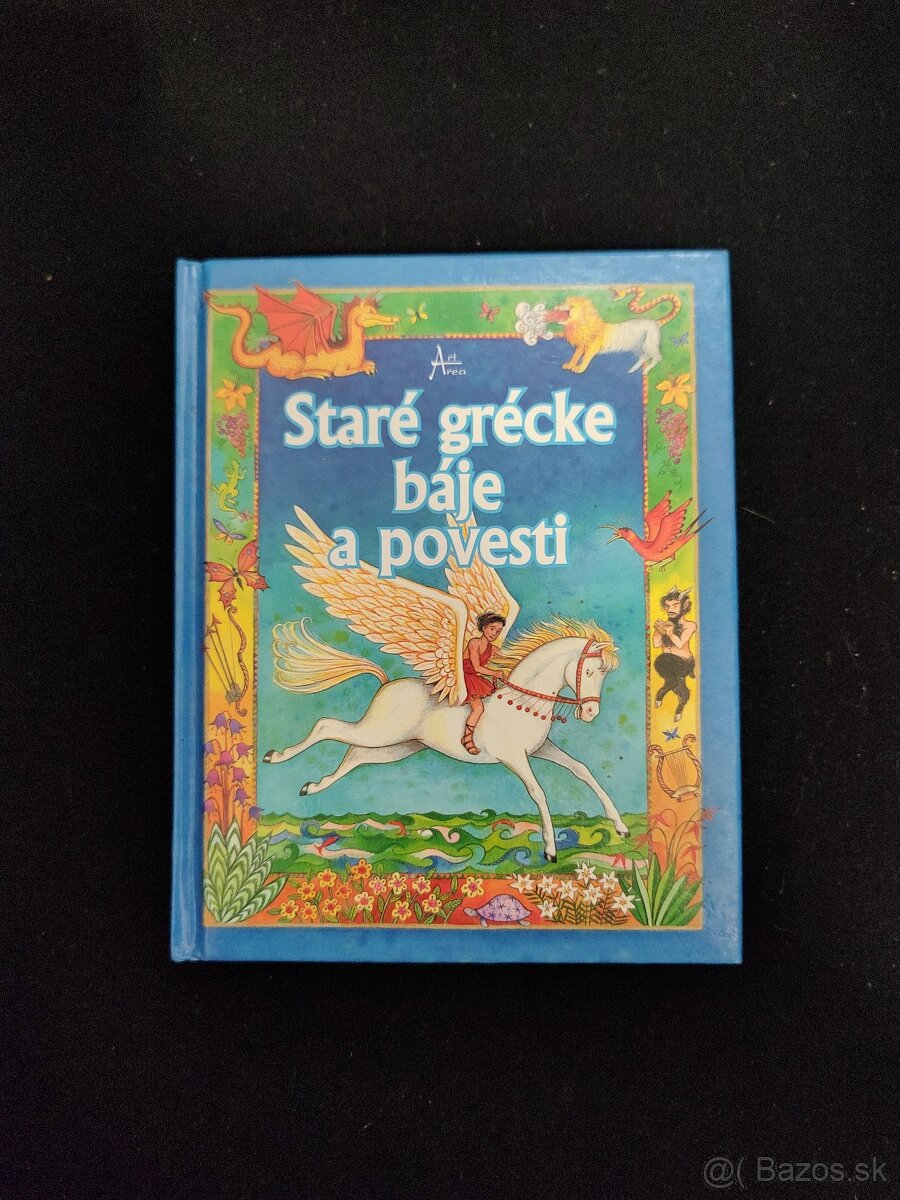 Art
Area
Staré grécke
báje
a povesti
@( Bazos.sk